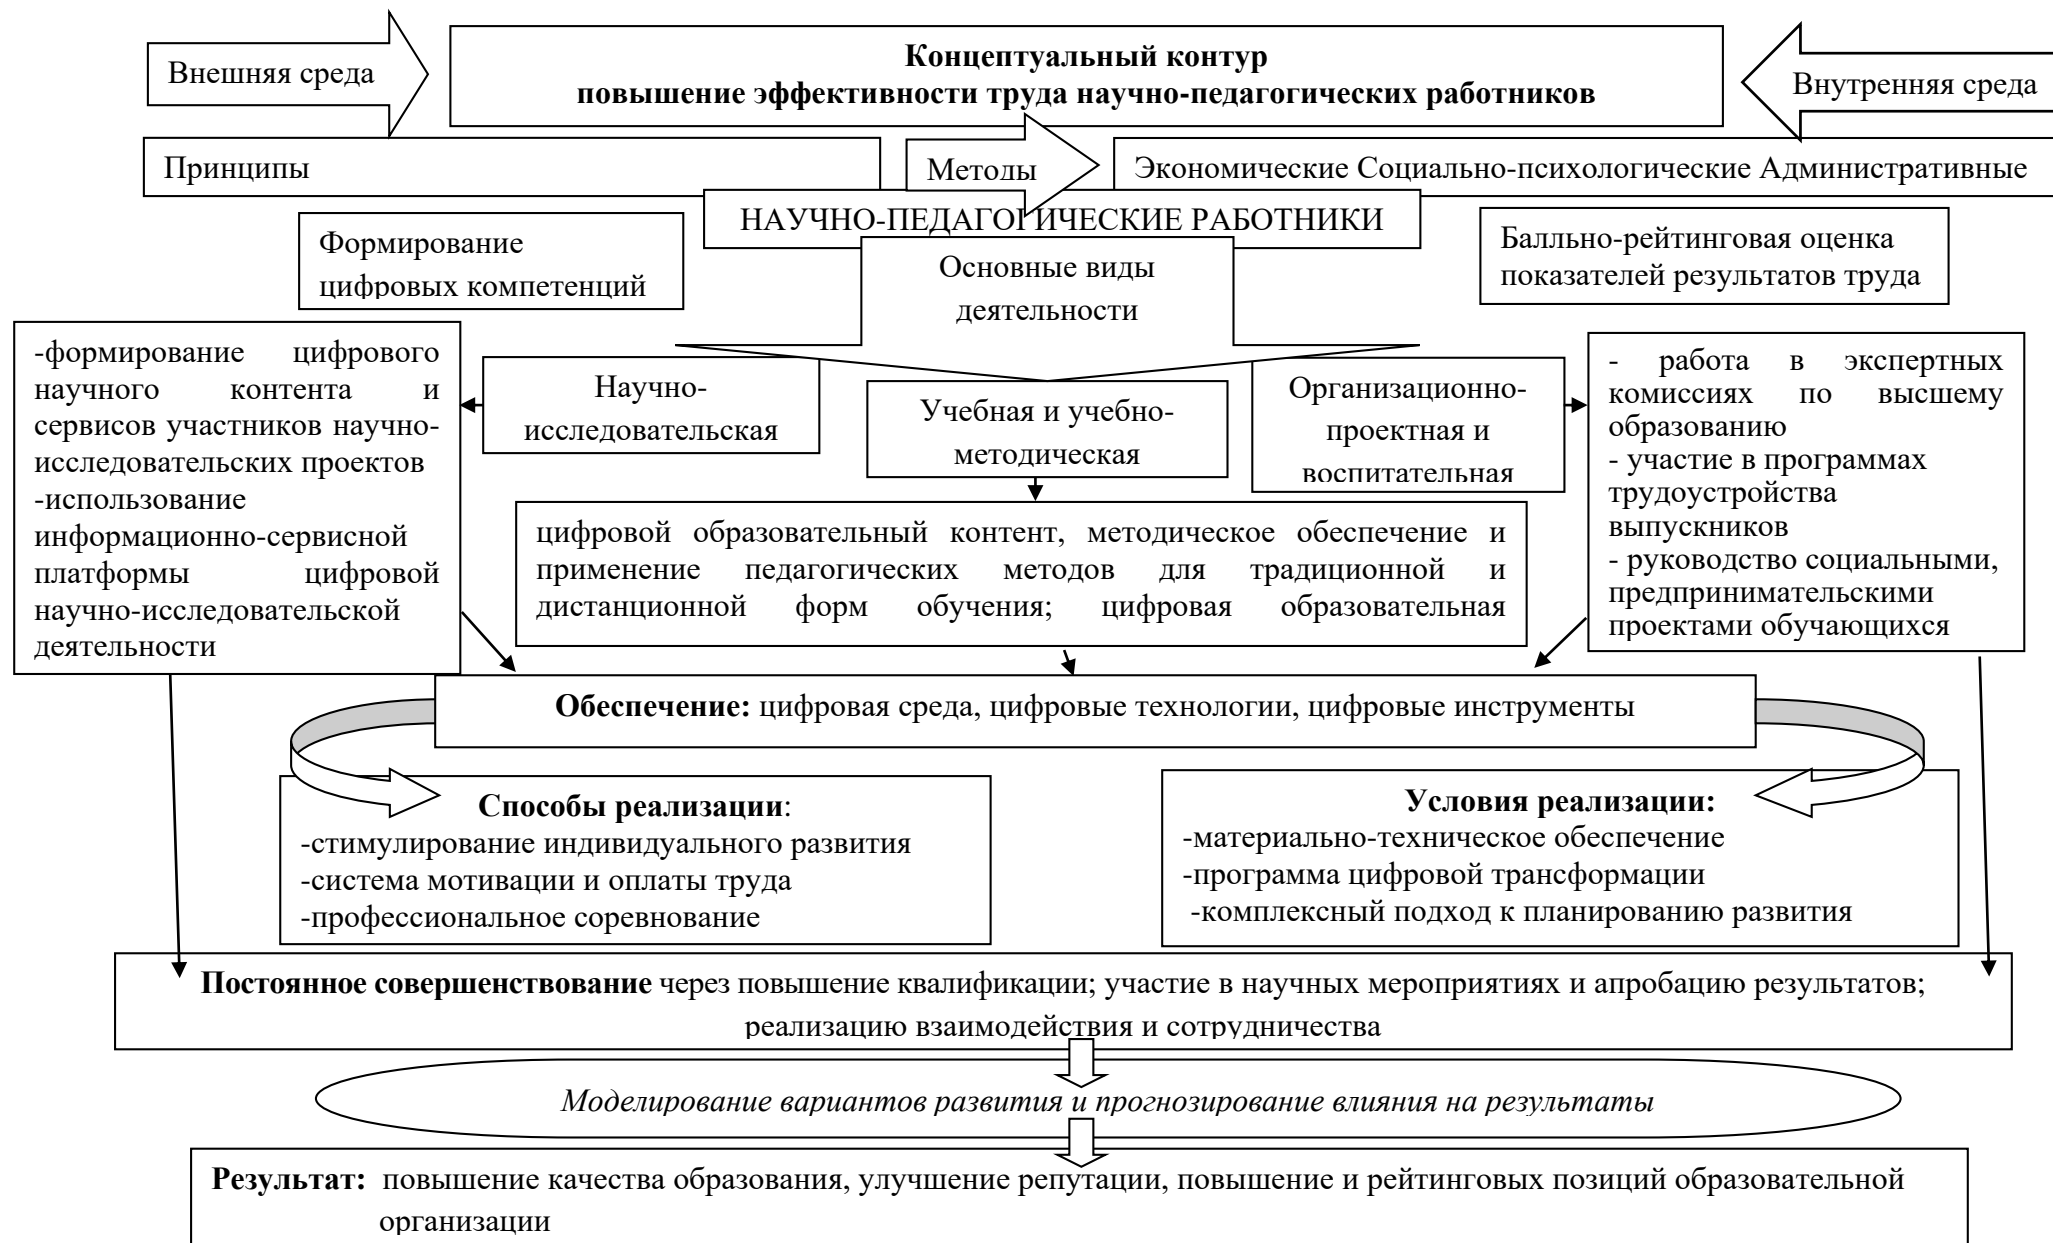 Внешняя среда
Концептуальный контур
повышение эффективности труда научно-педагогических работников
Внутренняя среда
Принципы
Методы
Экономические Социально-психологические Административные
НАУЧНО-ПЕДАГОГИЧЕСКИЕ РАБОТНИКИ
Формирование
цифровых компетенций
Основные виды
деятельности
Балльно-рейтинговая оценка
показателей результатов труда
-формирование цифрового
научного контента и
сервисов участников научно-
исследовательских проектов
-использование
информационно-сервисной
платформы цифровой
научно-исследовательской
деятельности
Научно-
исследовательская
Учебная и учебно-
методическая
Организационно-
проектная и
воспитательная
- работа в экспертных
комиссиях по высшему
образованию
- участие в программах
трудоустройства
выпускников
- руководство социальными,
предпринимательскими
проектами обучающихся
цифровой образовательный контент, методическое обеспечение и
применение педагогических методов для традиционной и
дистанционной форм обучения; цифровая образовательная
Обеспечение: цифровая среда, цифровые технологии, цифровые инструменты
Способы реализации:
-стимулирование индивидуального развития
-система мотивации и оплаты труда
-профессиональное соревнование
Условия реализации:
-материально-техническое обеспечение
-программа цифровой трансформации
-комплексный подход к планированию развития
Постоянное совершенствование через повышение квалификации; участие в научных мероприятиях и апробацию результатов;
реализацию взаимодействия и сотрудничества
Моделирование вариантов развития и прогнозирование влияния на результаты
Результат: повышение качества образования, улучшение репутации, повышение и рейтинговых позиций образовательной
организации